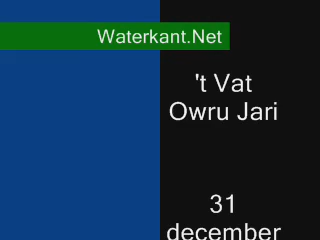 Waterkant.Net
't Vat
Owru Jari
31
december